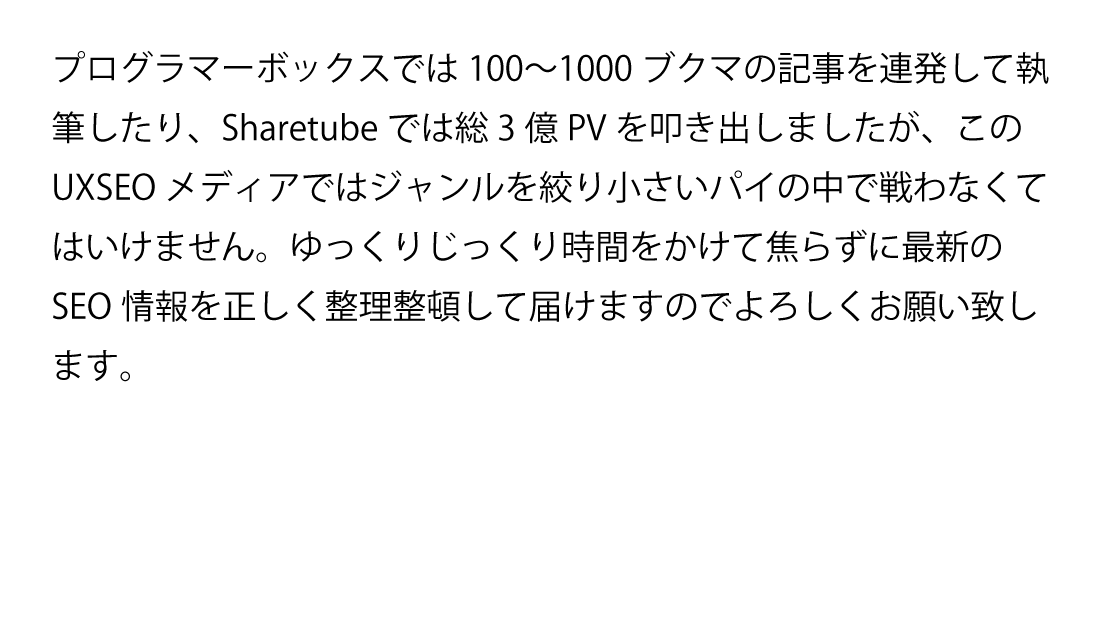 プログラマーボックスでは 100〜1000 ブクマの記事を連発して執
筆したり、Sharetube では総 3 億 PV を叩き出しましたが、この
UXSEO メディアではジャンルを絞り小さいパイの中で戦わなくて
はいけません。ゆっくりじっくり時間をかけて焦らずに最新の
SEO 情報を正しく整理整頓して届けますのでよろしくお願い致し
ます。